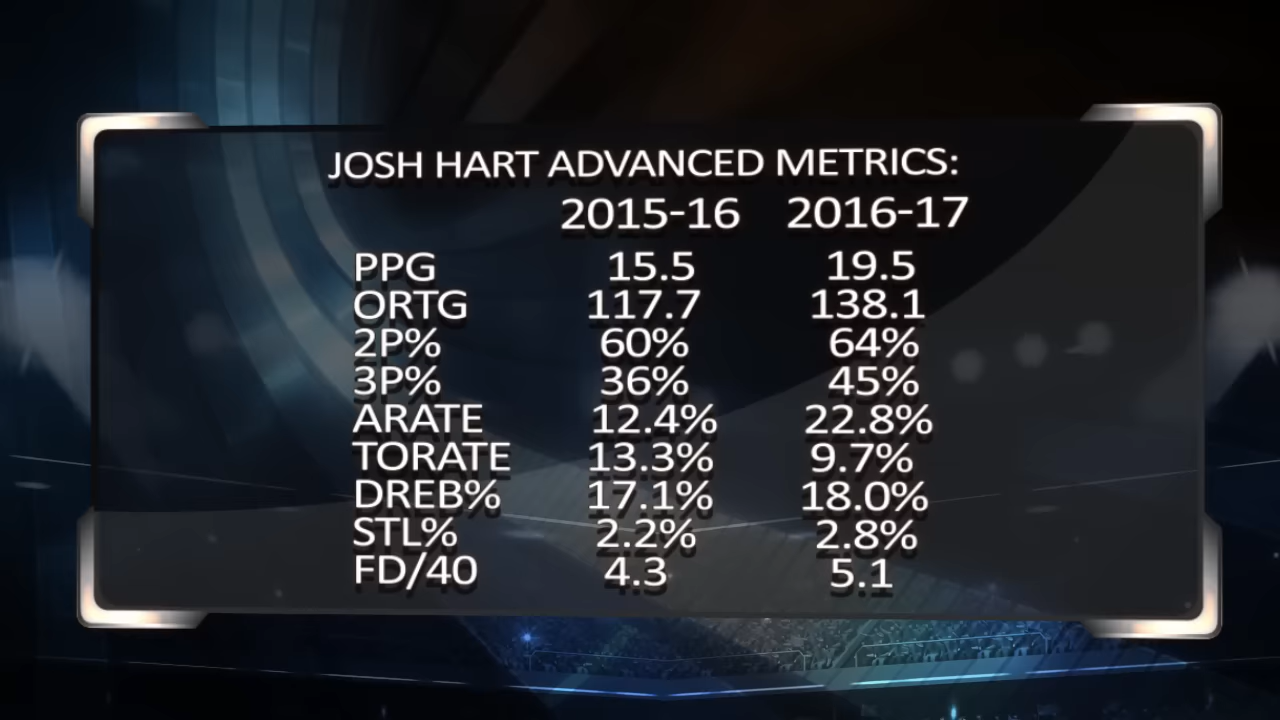 JOSH HART ADVANCED METRICS:
2015-16 2016-17
PPG 15.5 19.5
ORTG 117.7 138.1
2P% 60% 64%
3P% 36% 45%
ARATE 12.4% 22.8%
TORATE 13.3% 9.7%
DREB% 17.1% 18.0%
STL% 2.2% 2.8%
FD/40 4.3 5.1